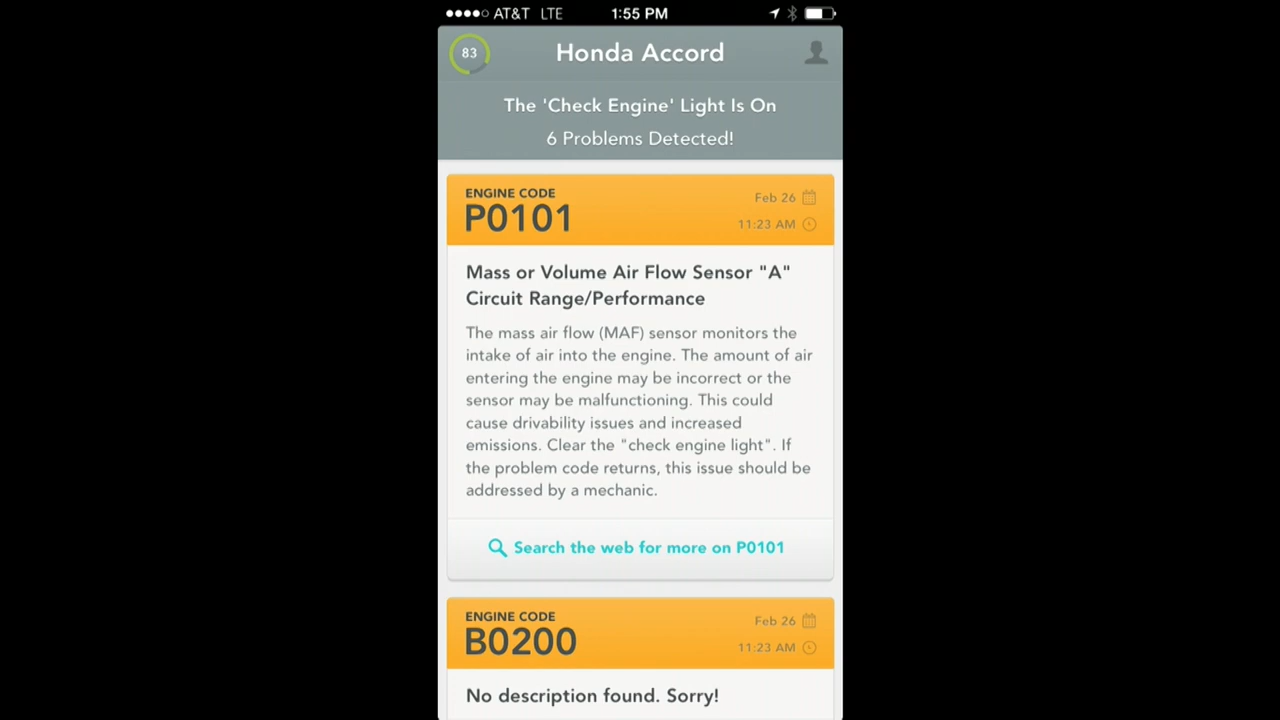 AT&T LTE 1:55 PM
83 Honda Accord
The 'Check Engine' Light Is On
6 Problems Detected!
ENGINE CODE
P0101
Feb 26
11:23 AM
Mass or Volume Air Flow Sensor "A"
Circuit Range/Performance
The mass air flow (MAF) sensor monitors the
intake of air into the engine. The amount of air
entering the engine may be incorrect or the
sensor may be malfunctioning. This could
cause drivability issues and increased
emissions. Clear the "check engine light". If
the problem code returns, this issue should be
addressed by a mechanic.
Search the web for more on P0101
ENGINE CODE
B0200
Feb 26
11:23 AM
No description found. Sorry!